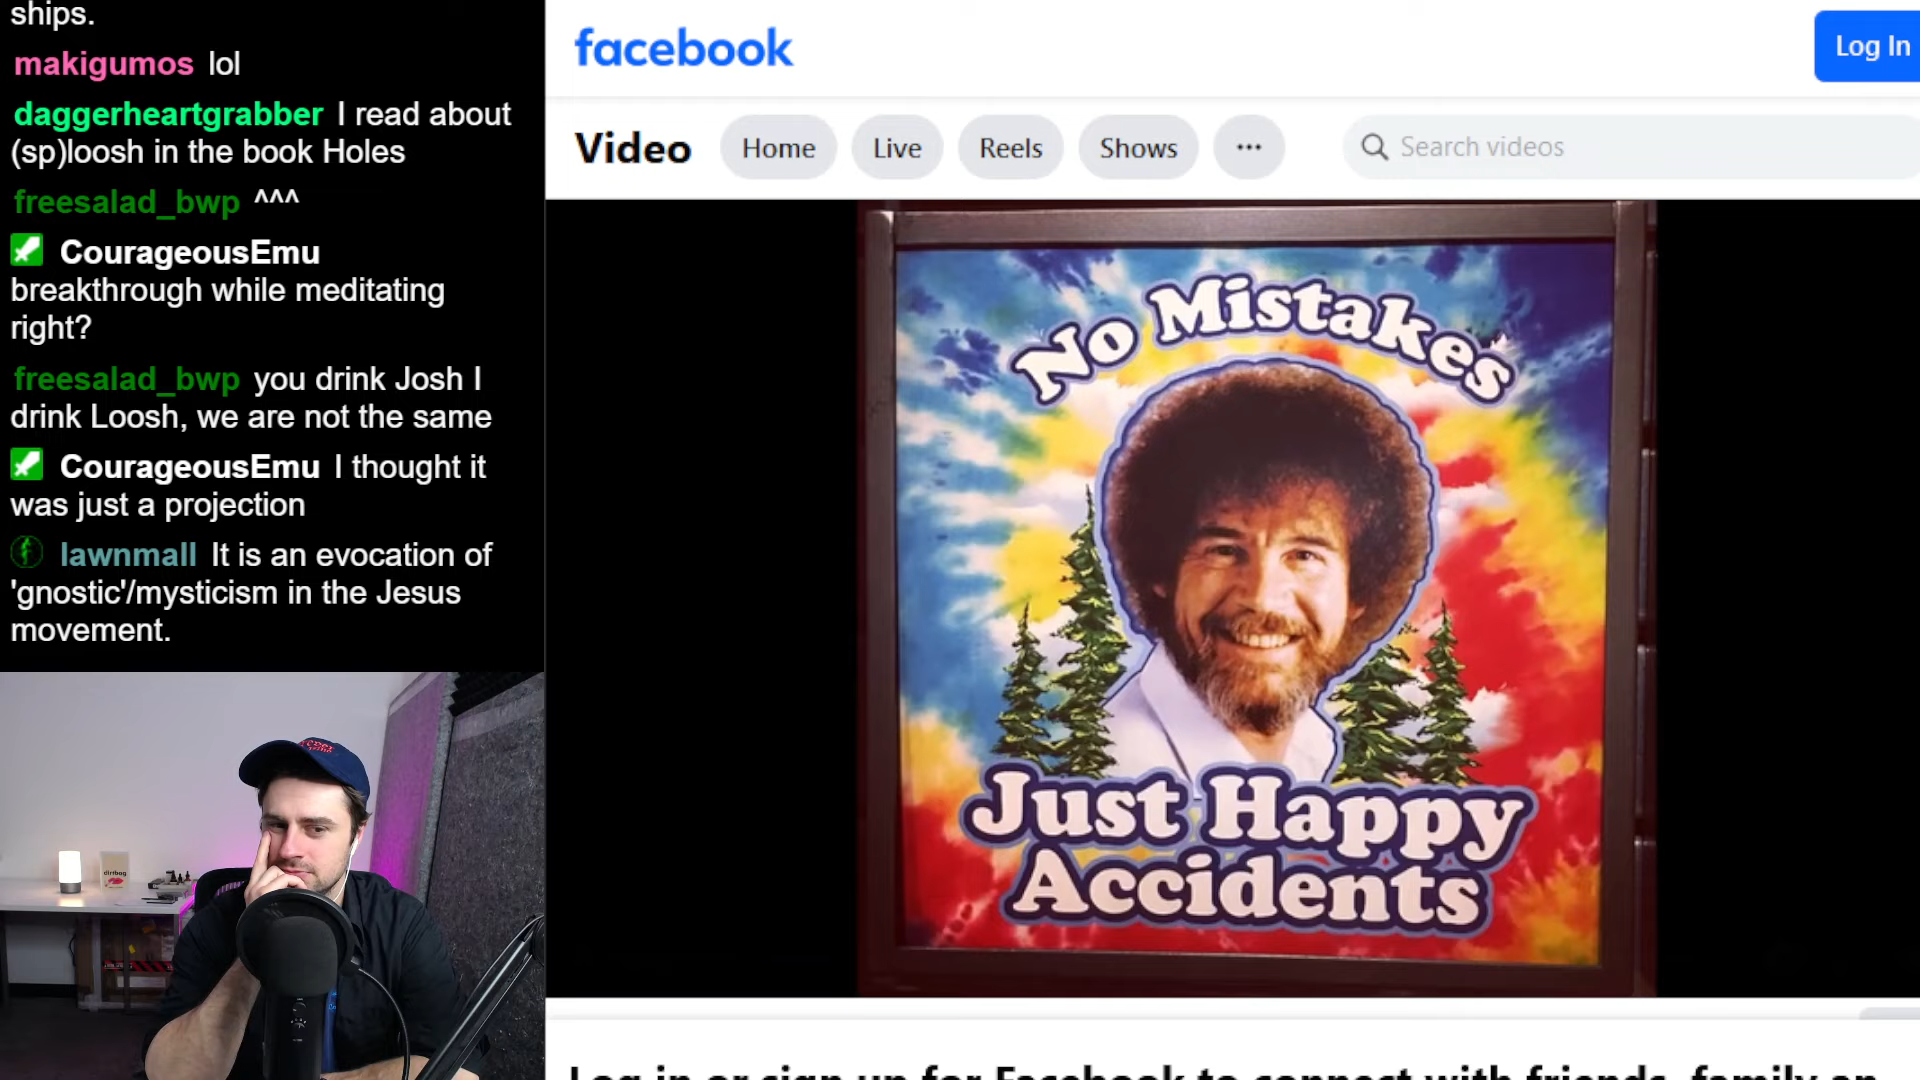 ships.
makigumos lol
daggerheartgrabber I read about
(sp)loosh in the book Holes
freesalad_bwp ^^^
CourageousEmu
breakthrough while meditating
right?
freesalad_bwp you drink Josh I
drink Loosh, we are not the same
CourageousEmu I thought it
was just a projection
lawnmall It is an evocation of
'gnostic'/mysticism in the Jesus
movement.
facebook
Log In
Video
Home
Live
Reels
Shows
Search videos
No Mistakes
Just Happy
Accidents
dirtbag
Log in or sign up for Facebook to connect with friends, family an